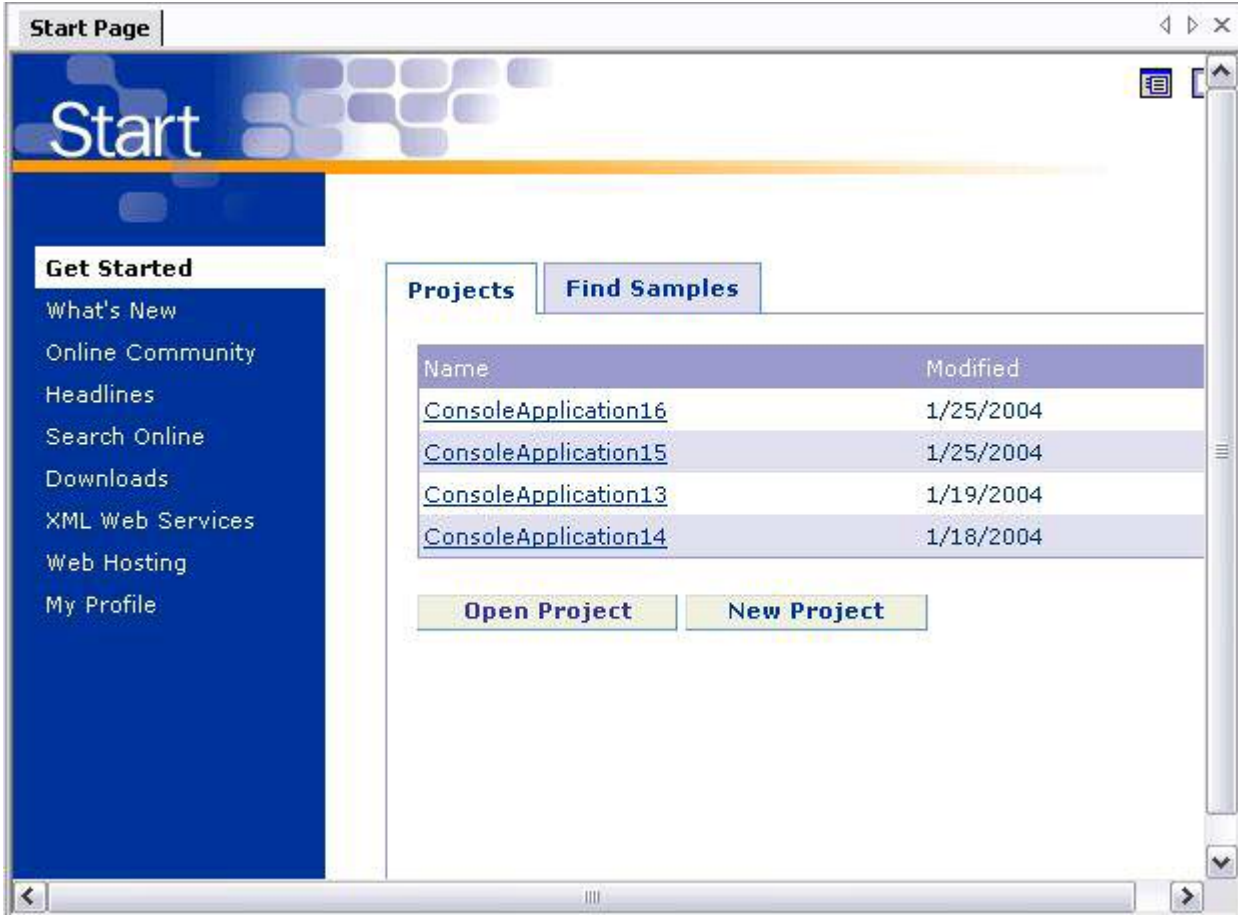 Start Page
Start
Get Started
What's New
Online Community
Headlines
Search Online
Downloads
XML Web Services
Web Hosting
My Profile
Projects
Find Samples
Name Modified
ConsoleApplication16 1/25/2004
ConsoleApplication15 1/25/2004
ConsoleApplication13 1/19/2004
ConsoleApplication14 1/18/2004
Open Project
New Project